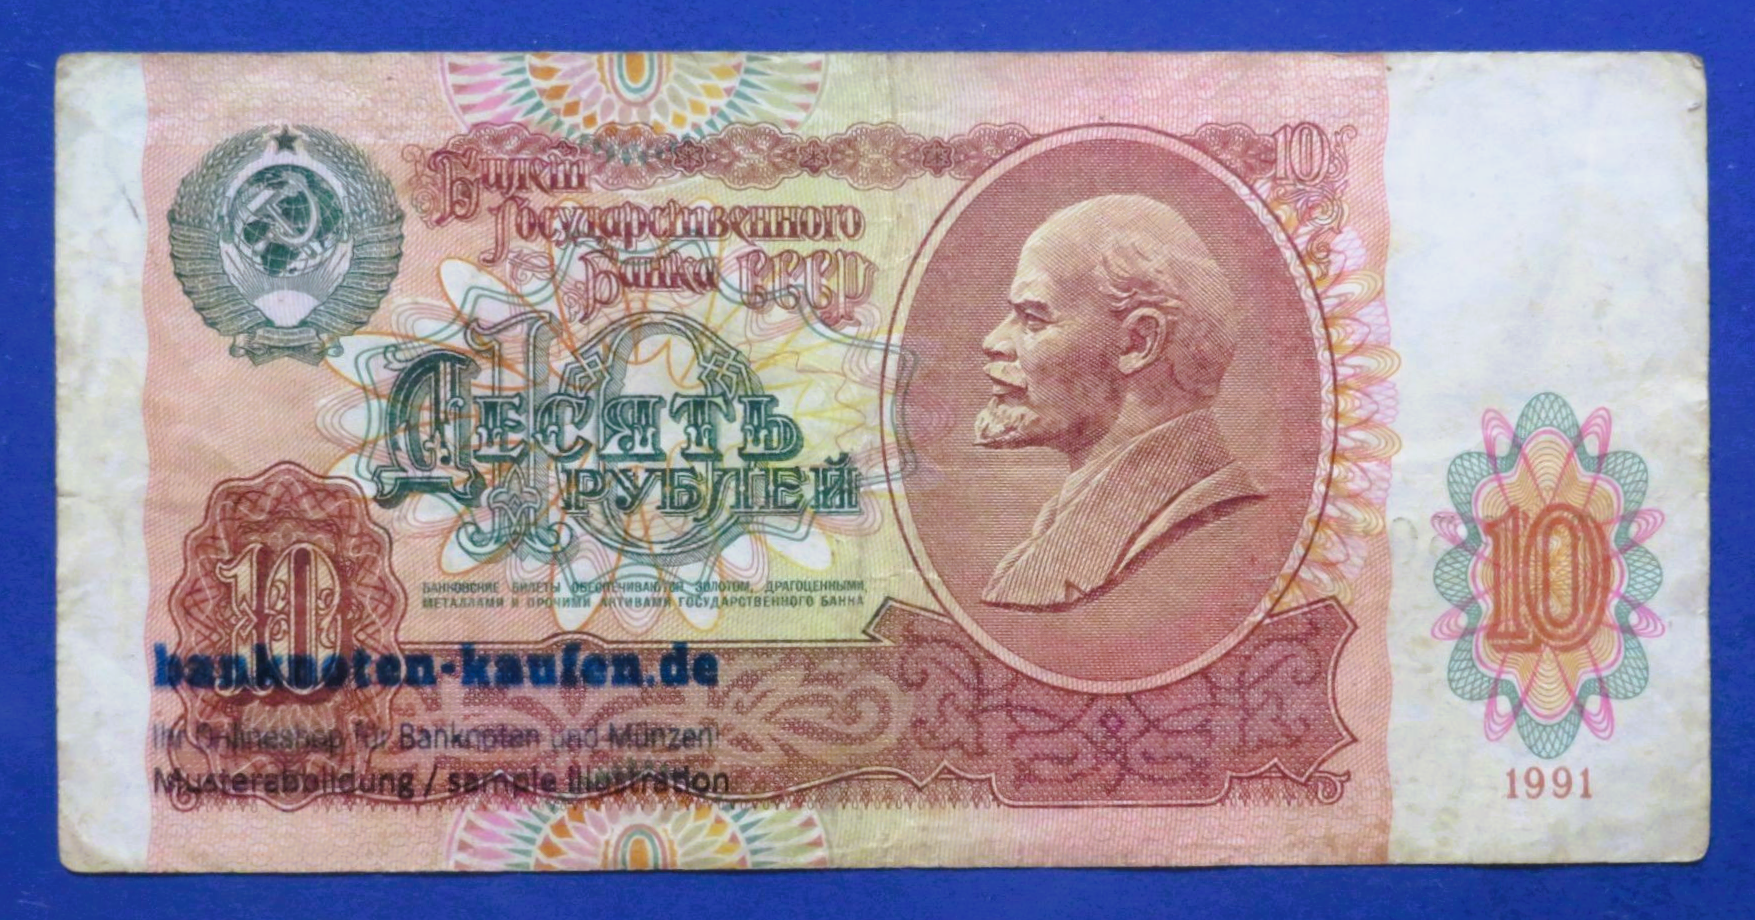 10
Билет
Государственного
Банка СССР
10
Десять
рублей
БАНКОВСКИЕ БИЛЕТЫ ОБЕСПЕЧИВАЮТСЯ ЗОЛОТОМ, ДРАГОЦЕННЫМИ
МЕТАЛЛАМИ И ПРОЧИМИ АКТИВАМИ ГОСУДАРСТВЕННОГО БАНКА
10
10
banknoten-kaufen.de
Ihr Onlineshop für Banknoten und Münzen
Musterabbildung / sample illustration
1991